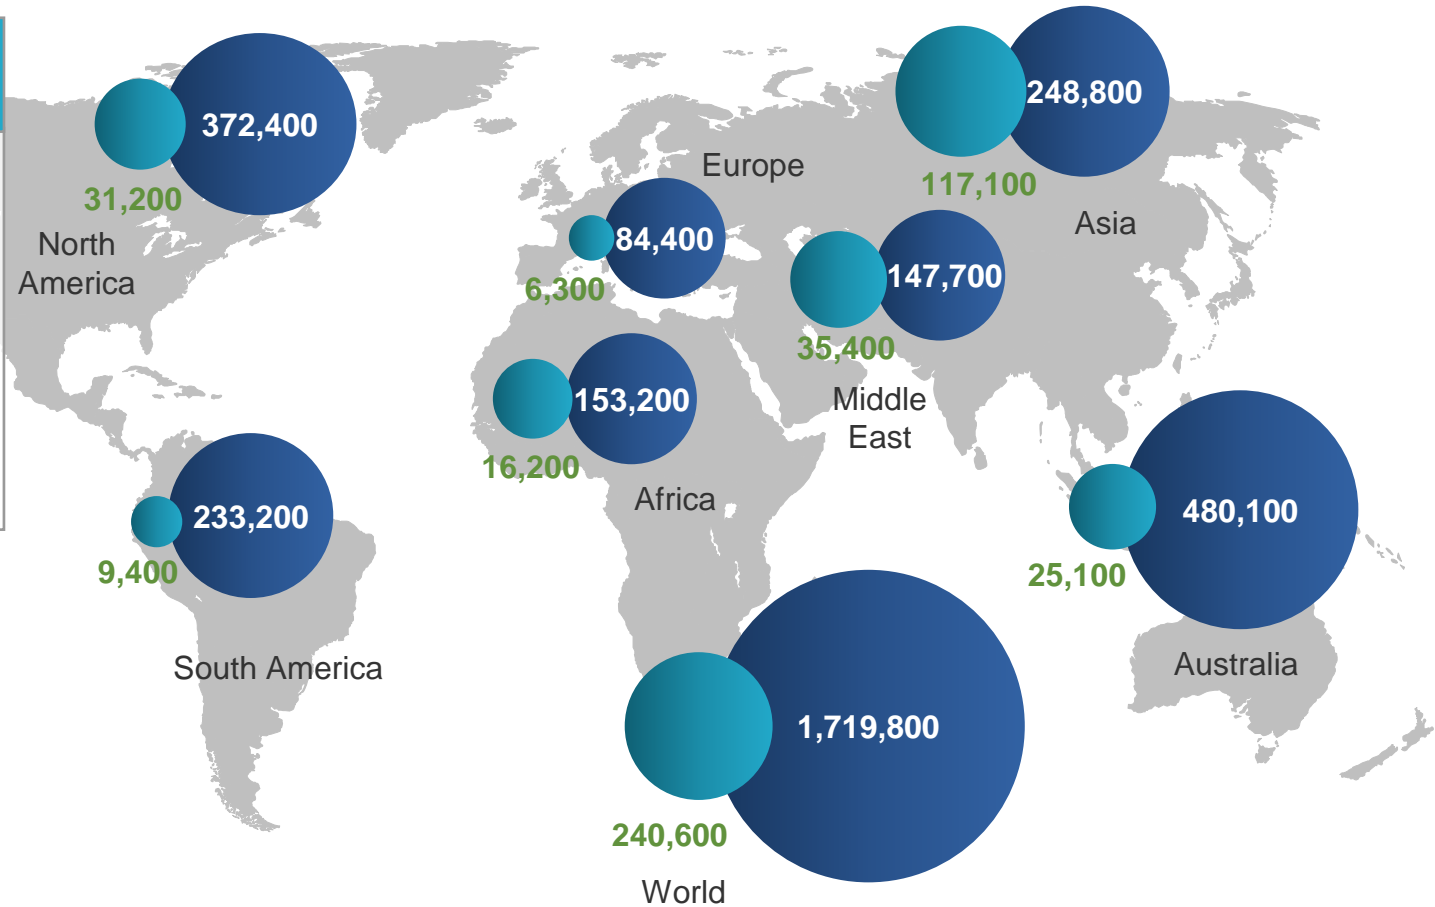 372,400
31,200
North
America
Europe
84,400
6,300
248,800
117,100
Asia
147,700
35,400
Middle
East
153,200
16,200
Africa
233,200
9,400
South America
480,100
25,100
Australia
1,719,800
240,600
World